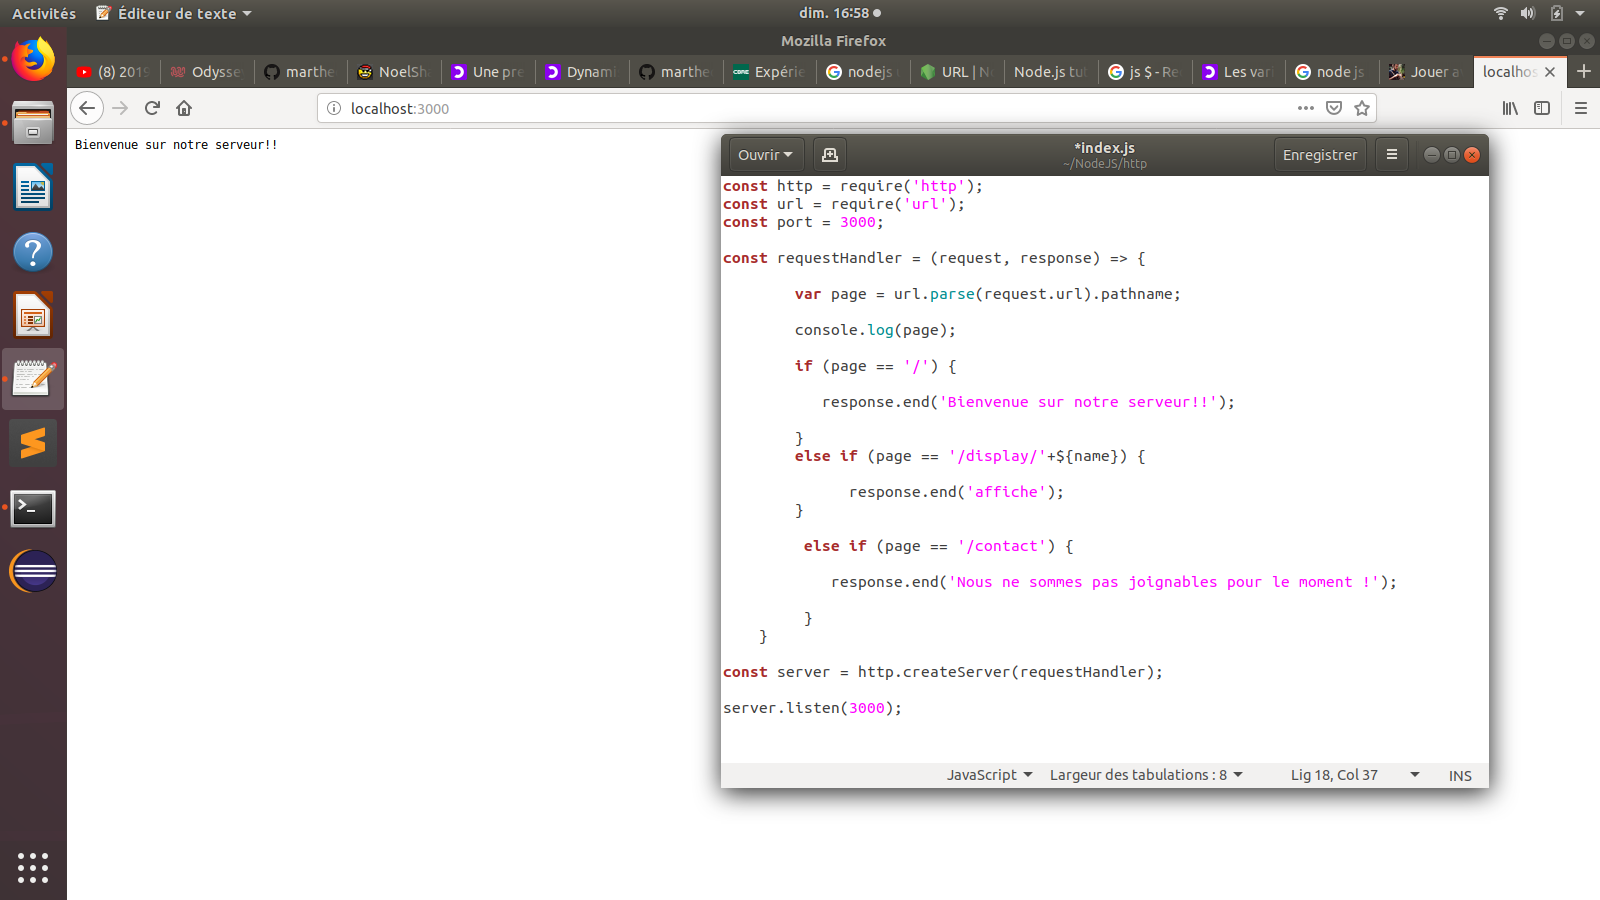 Activités Éditeur de texte dim. 16:58
Mozilla Firefox
(8) 2019 Odysse marthe NoelSh Une pre Dynami marthe Expérie nodejs URL | N Node.js tu js $ - Re Les vari node js Jouer a localhos
localhost:3000
Bienvenue sur notre serveur!!
Ouvrir *index.js Enregistrer
~/NodeJS/http
const http = require('http');
const url = require('url');
const port = 3000;
const requestHandler = (request, response) => {
var page = url.parse(request.url).pathname;
console.log(page);
if (page == '/') {
response.end('Bienvenue sur notre serveur!!');
}
else if (page == '/display/'+${name}) {
response.end('affiche');
}
else if (page == '/contact') {
response.end('Nous ne sommes pas joignables pour le moment !');
}
}
const server = http.createServer(requestHandler);
server.listen(3000);
JavaScript Largeur des tabulations : 8 Lig 18, Col 37 INS